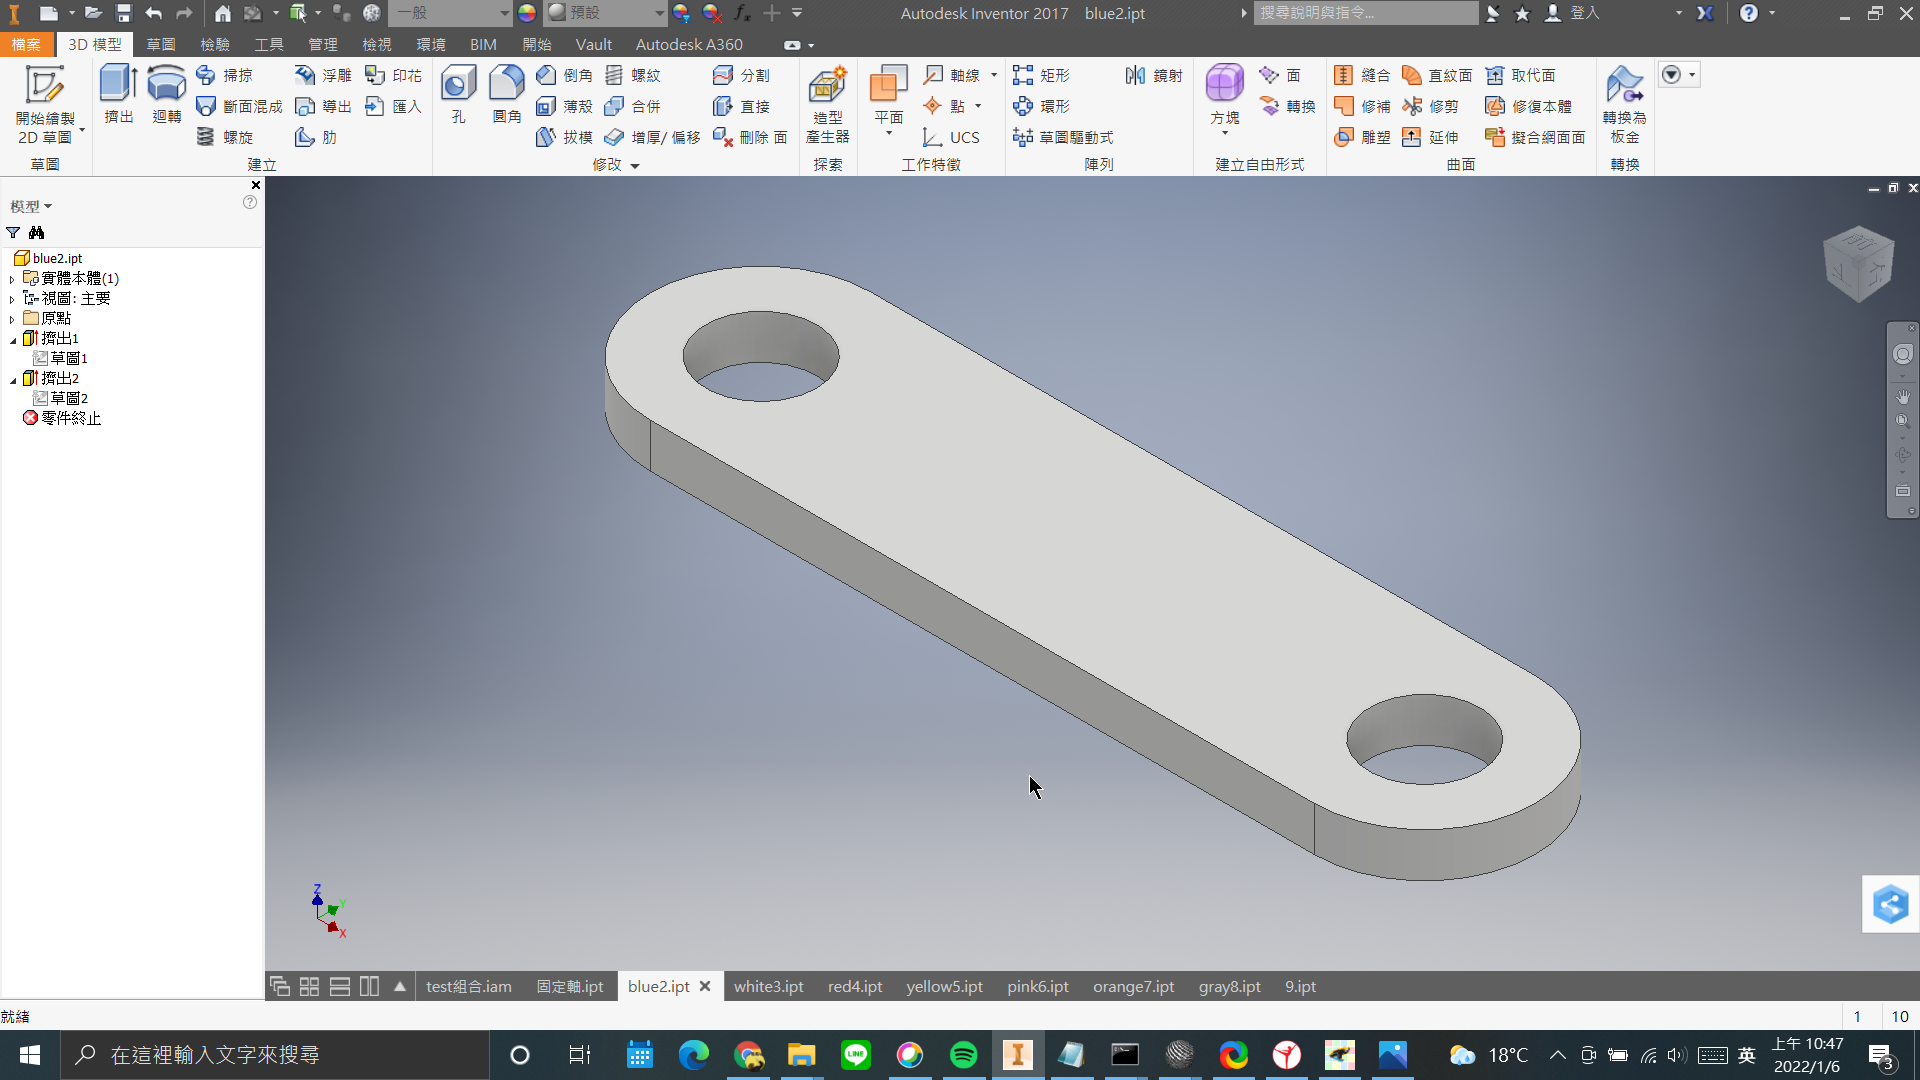 一般
預設
Autodesk Inventor 2017 blue2.ipt
搜尋說明與指令...
登入
檔案 3D 模型 草圖 檢驗 工具 管理 檢視 環境 BIM 開始 Vault Autodesk A360
開始繪製
2D 草圖
草圖
擠出 迴轉 掃掠 斷面混成 螺旋 浮雕 導出 肋 印花 匯入
建立
孔 圓角 倒角 薄殼 拔模 螺紋 合併 增厚/ 偏移 分割 直接 刪除 面
修改
造型
產生器
探索
平面 軸線 點 UCS
工作特徵
矩形 環形 草圖驅動式 鏡射
陣列
方塊 面 轉換
建立自由形式
縫合 修補 雕塑 直紋面 修剪 延伸 取代面 修復本體 擬合網面面
曲面
轉換為
板金
轉換
模型
blue2.ipt
實體本體(1)
視圖: 主要
原點
擠出1
草圖1
擠出2
草圖2
零件終止
Z
Y
X
test組合.iam 固定軸.ipt blue2.ipt white3.ipt red4.ipt yellow5.ipt pink6.ipt orange7.ipt gray8.ipt 9.ipt
就緒
1 10
在這裡輸入文字來搜尋
LINE
18°C
英
上午 10:47
2022/1/6
3